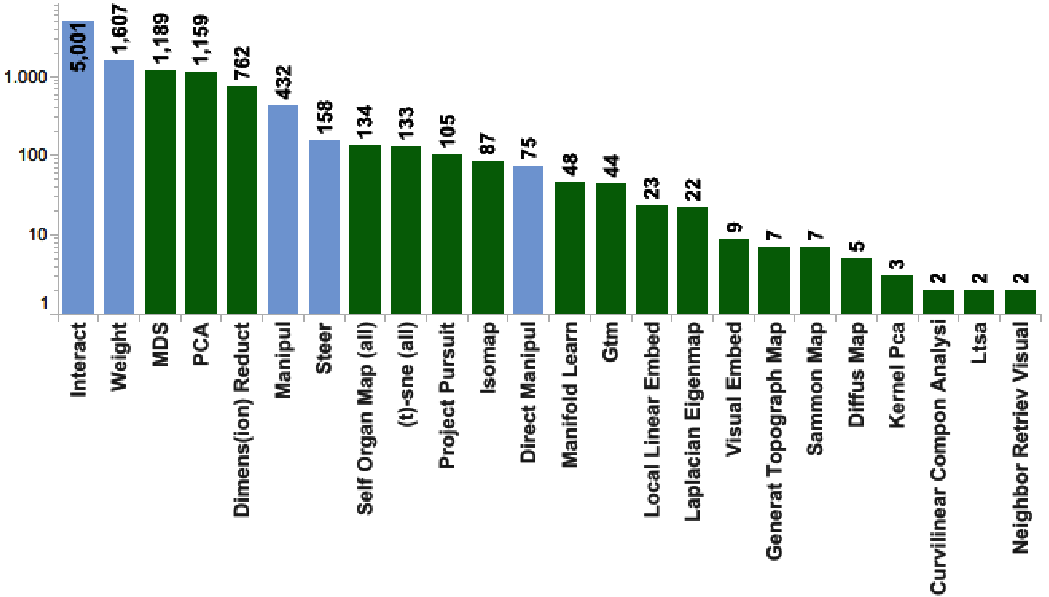 5,001
1,607
1,189
1,159
762
432
158
134
133
105
87
75
48
44
23
22
9
7
7
5
3
2
2
2
1.000
100
10
1
Interact
Weight
MDS
PCA
Dimens(ion) Reduct
Manipul
Steer
Self Organ Map (all)
(t)-sne (all)
Project Pursuit
Isomap
Direct Manipul
Manifold Learn
Gtm
Local Linear Embed
Laplacian Eigenmap
Visual Embed
Generat Topograph Map
Sammon Map
Diffus Map
Kernel Pca
Curvilinear Compon Analysi
Ltsa
Neighbor Retriev Visual